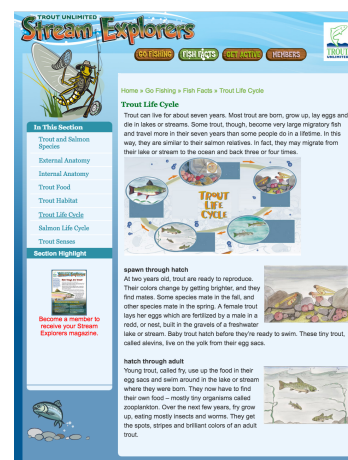 TROUT UNLIMITED
Stream Explorers
GO FISHING
FISH FACTS
GET ACTIVE
MEMBERS
TROUT
UNLIMITED
Home » Go Fishing » Fish Facts » Trout Life Cycle
In This Section
Trout and Salmon
Species
External Anatomy
Internal Anatomy
Trout Food
Trout Habitat
Trout Life Cycle
Salmon Life Cycle
Trout Senses
Section Highlight
Become a member to
receive your Stream
Explorers magazine.
Trout Life Cycle
Trout can live for about seven years. Most trout are born, grow up, lay eggs and
die in lakes or streams. Some trout, though, become very large migratory fish
and travel more in their seven years than some people do in a lifetime. In this
way, they are similar to their salmon relatives. In fact, they may migrate from
their lake or stream to the ocean and back three or four times.
TROUT
LIFE
CYCLE
spawn through hatch
At two years old, trout are ready to reproduce.
Their colors change by getting brighter, and they
find mates. Some species mate in the fall, and
other species mate in the spring. A female trout
lays her eggs which are fertilized by a male in a
redd, or nest, built in the gravels of a freshwater
lake or stream. Baby trout hatch before they're ready to swim. These tiny trout,
called alevins, live on the yolk from their egg sacs.
hatch through adult
Young trout, called fry, use up the food in their
egg sacs and swim around in the lake or stream
where they were born. They now have to find
their own food – mostly tiny organisms called
zooplankton. Over the next few years, fry grow
up, eating mostly insects and worms. They get
the spots, stripes and brilliant colors of an adult
trout.